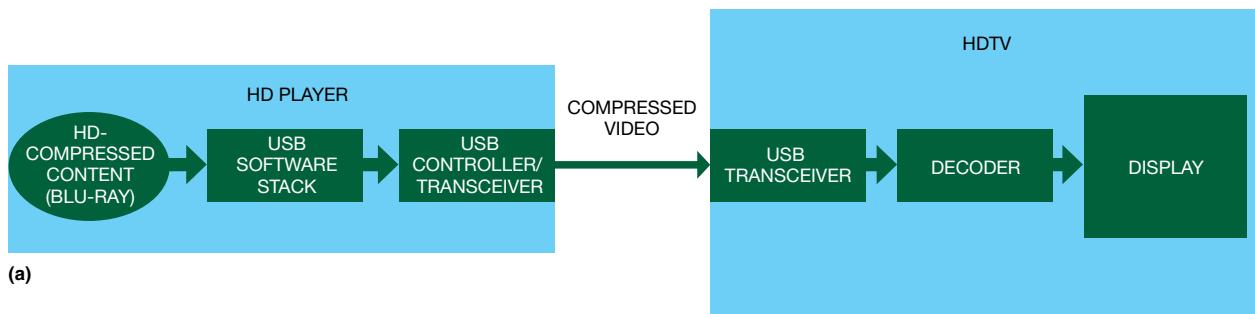 HDTV
HD PLAYER
HD-
COMPRESSED
CONTENT
(BLU-RAY)
USB
SOFTWARE
STACK
USB
CONTROLLER/
TRANSCEIVER
COMPRESSED
VIDEO
USB
TRANSCEIVER
DECODER
DISPLAY
(a)